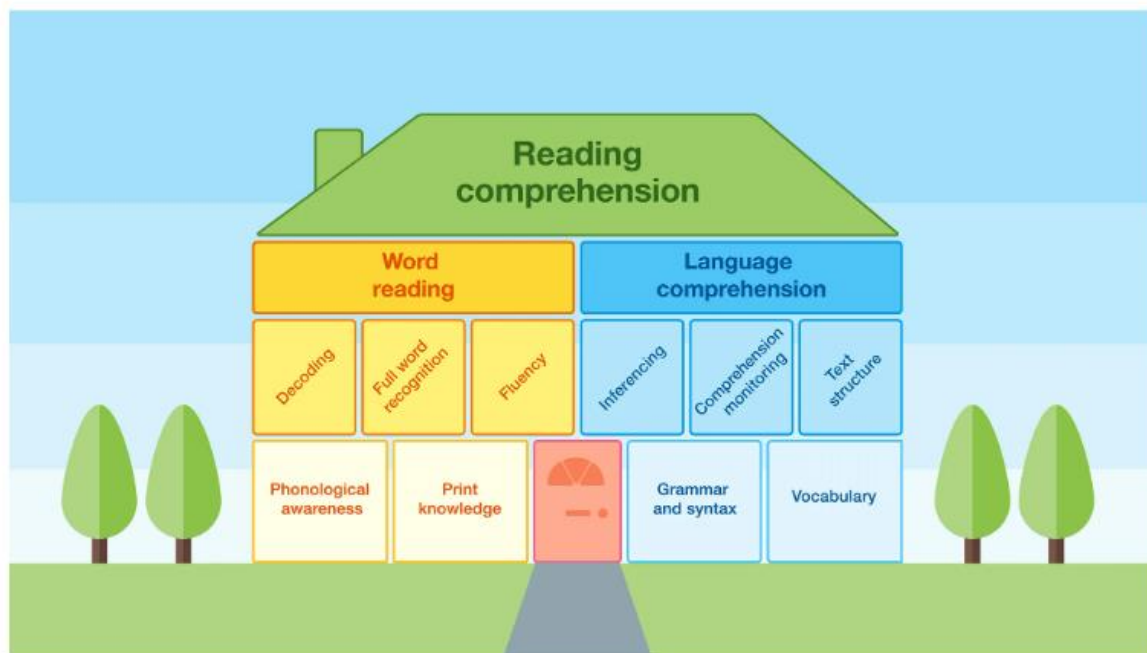 Reading
comprehension
Word
reading
Language
comprehension
Decoding
Full word
recognition
Fluency
Inferencing
Comprehension
monitoring
Text
structure
Phonological
awareness
Print
knowledge
Grammar
and syntax
Vocabulary